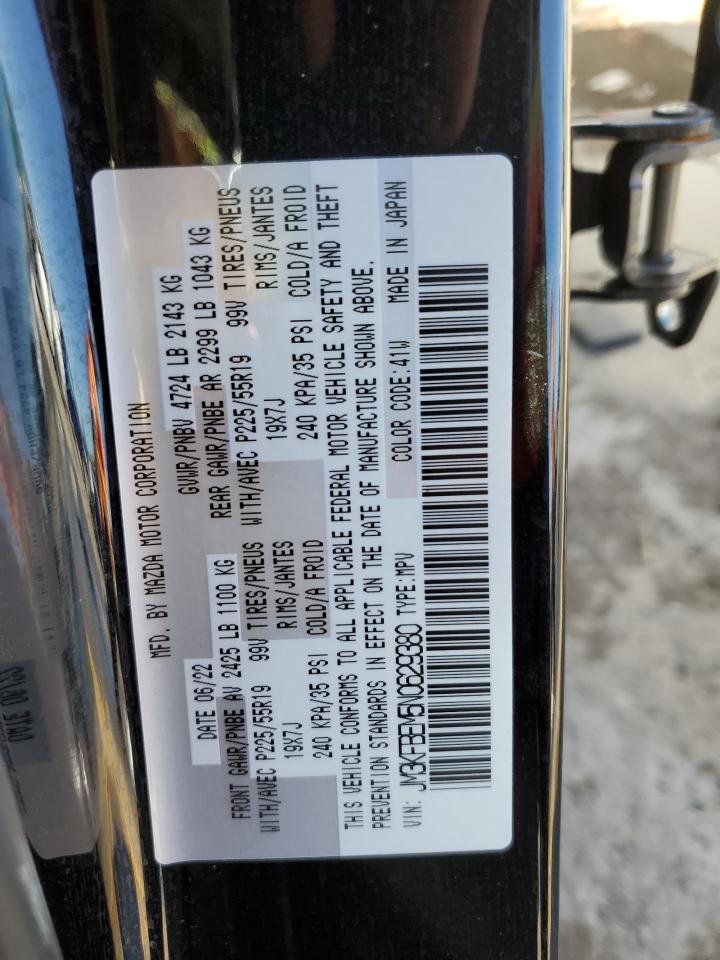 MFD. BY MAZDA MOTOR CORPORATION
DATE 06/22 GVWR/PNBV 4724 LB 2143 KG
FRONT GAWR/PNBE AV 2425 LB 1100 KG REAR GAWR/PNBE AR 2299 LB 1043 KG
WITH/AVEC P225/55R19 99V TIRES/PNEUS WITH/AVEC P225/55R19 99V TIRES/PNEUS
19X7J RIMS/JANTES 19X7J RIMS/JANTES
240 KPA/35 PSI COLD/A FROID 240 KPA/35 PSI COLD/A FROID
THIS VEHICLE CONFORMS TO ALL APPLICABLE FEDERAL MOTOR VEHICLE SAFETY AND THEFT
PREVENTION STANDARDS IN EFFECT ON THE DATE OF MANUFACTURE SHOWN ABOVE.
COLOR CODE:41W MADE IN JAPAN
VIN: JM3KFBEM5N0629380 TYPE:MPV